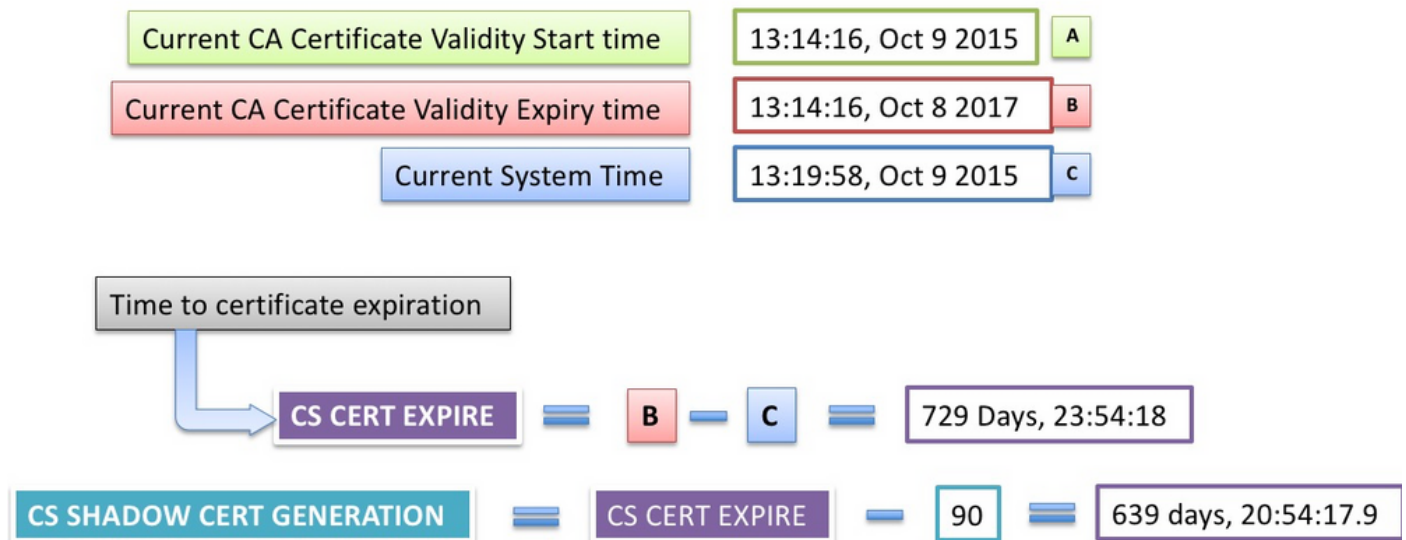 Current CA Certificate Validity Start time 13:14:16, Oct 9 2015 A
Current CA Certificate Validity Expiry time 13:14:16, Oct 8 2017 B
Current System Time 13:19:58, Oct 9 2015 C
Time to certificate expiration
CS CERT EXPIRE = B - C = 729 Days, 23:54:18
CS SHADOW CERT GENERATION = CS CERT EXPIRE - 90 = 639 days, 20:54:17.9